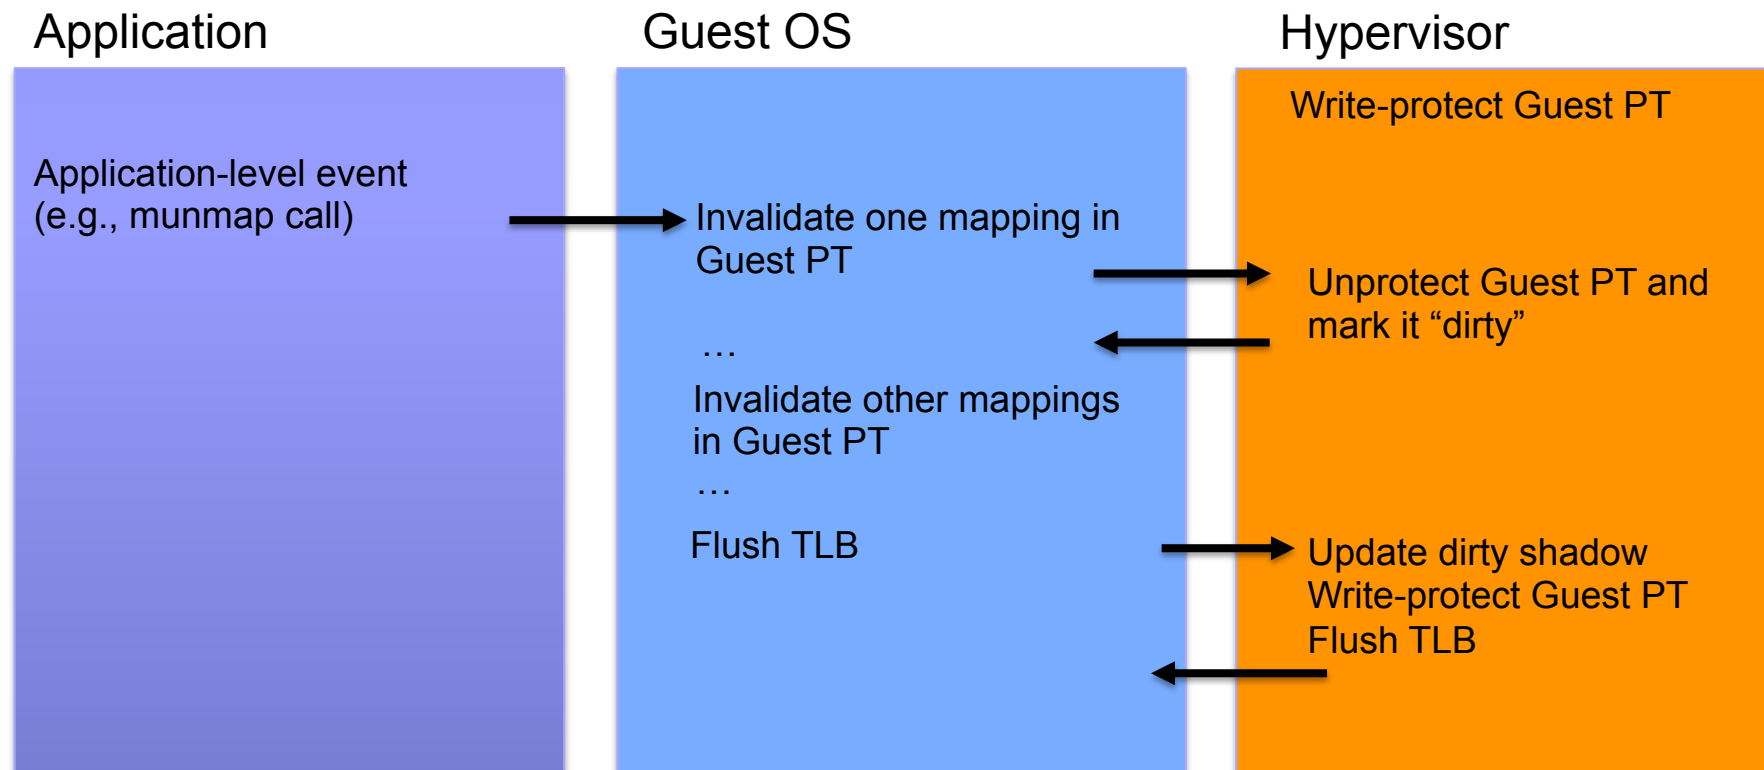 Application
Guest OS
Hypervisor
Write-protect Guest PT
Application-level event
(e.g., munmap call)
Invalidate one mapping in
Guest PT
Unprotect Guest PT and
mark it “dirty”
…
Invalidate other mappings
in Guest PT
…
Flush TLB
Update dirty shadow
Write-protect Guest PT
Flush TLB